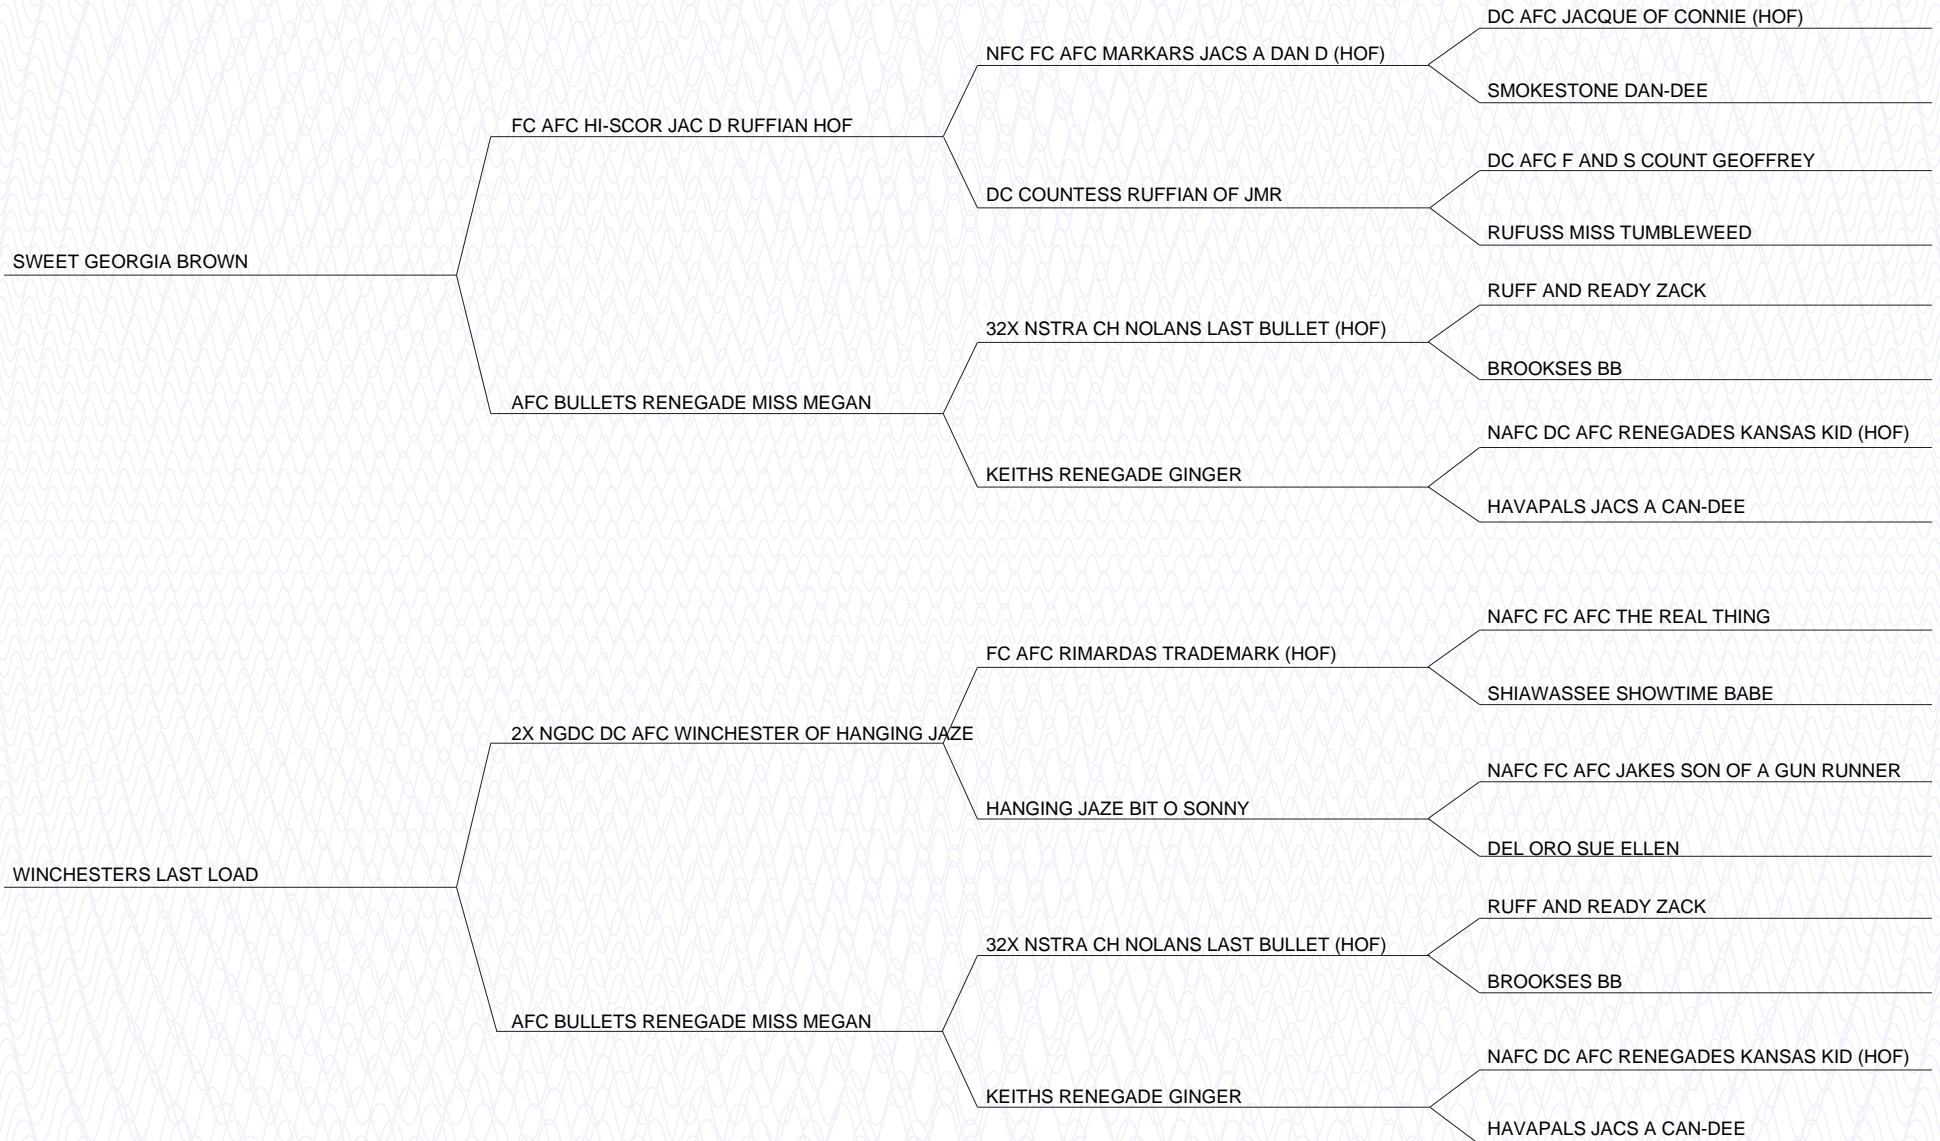 DC AFC JACQUE OF CONNIE (HOF)
NFC FC AFC MARKARS JACS A DAN D (HOF)
SMOKESTONE DAN-DEE
FC AFC HI-SCOR JAC D RUFFIAN HOF
DC AFC F AND S COUNT GEOFFREY
DC COUNTESS RUFFIAN OF JMR
RUFUSS MISS TUMBLEWEED
SWEET GEORGIA BROWN
RUFF AND READY ZACK
32X NSTRA CH NOLANS LAST BULLET (HOF)
BROOKSES BB
AFC BULLETS RENEGADE MISS MEGAN
NAFC DC AFC RENEGADES KANSAS KID (HOF)
KEITHS RENEGADE GINGER
HAVAPALS JACS A CAN-DEE
NAFC FC AFC THE REAL THING
FC AFC RIMARDAS TRADEMARK (HOF)
SHIAWASSEE SHOWTIME BABE
2X NGDC DC AFC WINCHESTER OF HANGING JAZE
NAFC FC AFC JAKES SON OF A GUN RUNNER
HANGING JAZE BIT O SONNY
DEL ORO SUE ELLEN
WINCHESTERS LAST LOAD
RUFF AND READY ZACK
32X NSTRA CH NOLANS LAST BULLET (HOF)
BROOKSES BB
AFC BULLETS RENEGADE MISS MEGAN
NAFC DC AFC RENEGADES KANSAS KID (HOF)
KEITHS RENEGADE GINGER
HAVAPALS JACS A CAN-DEE